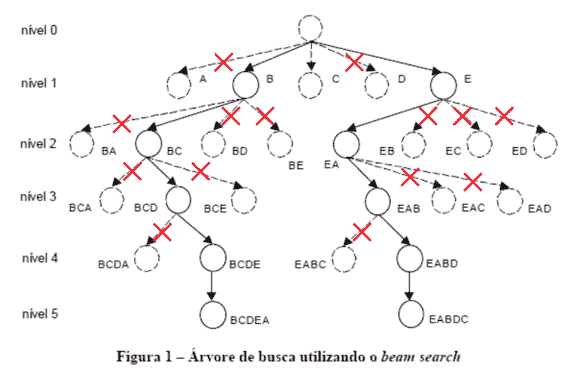 nível 0
nível 1
A B C D E
nível 2
BA BC BD BE EA EB EC ED
nível 3
BCA BCD BCE EAB EAC EAD
nível 4
BCDA BCDE EABC EABD
nível 5
BCDEA EABDC
Figura 1 – Árvore de busca utilizando o beam search